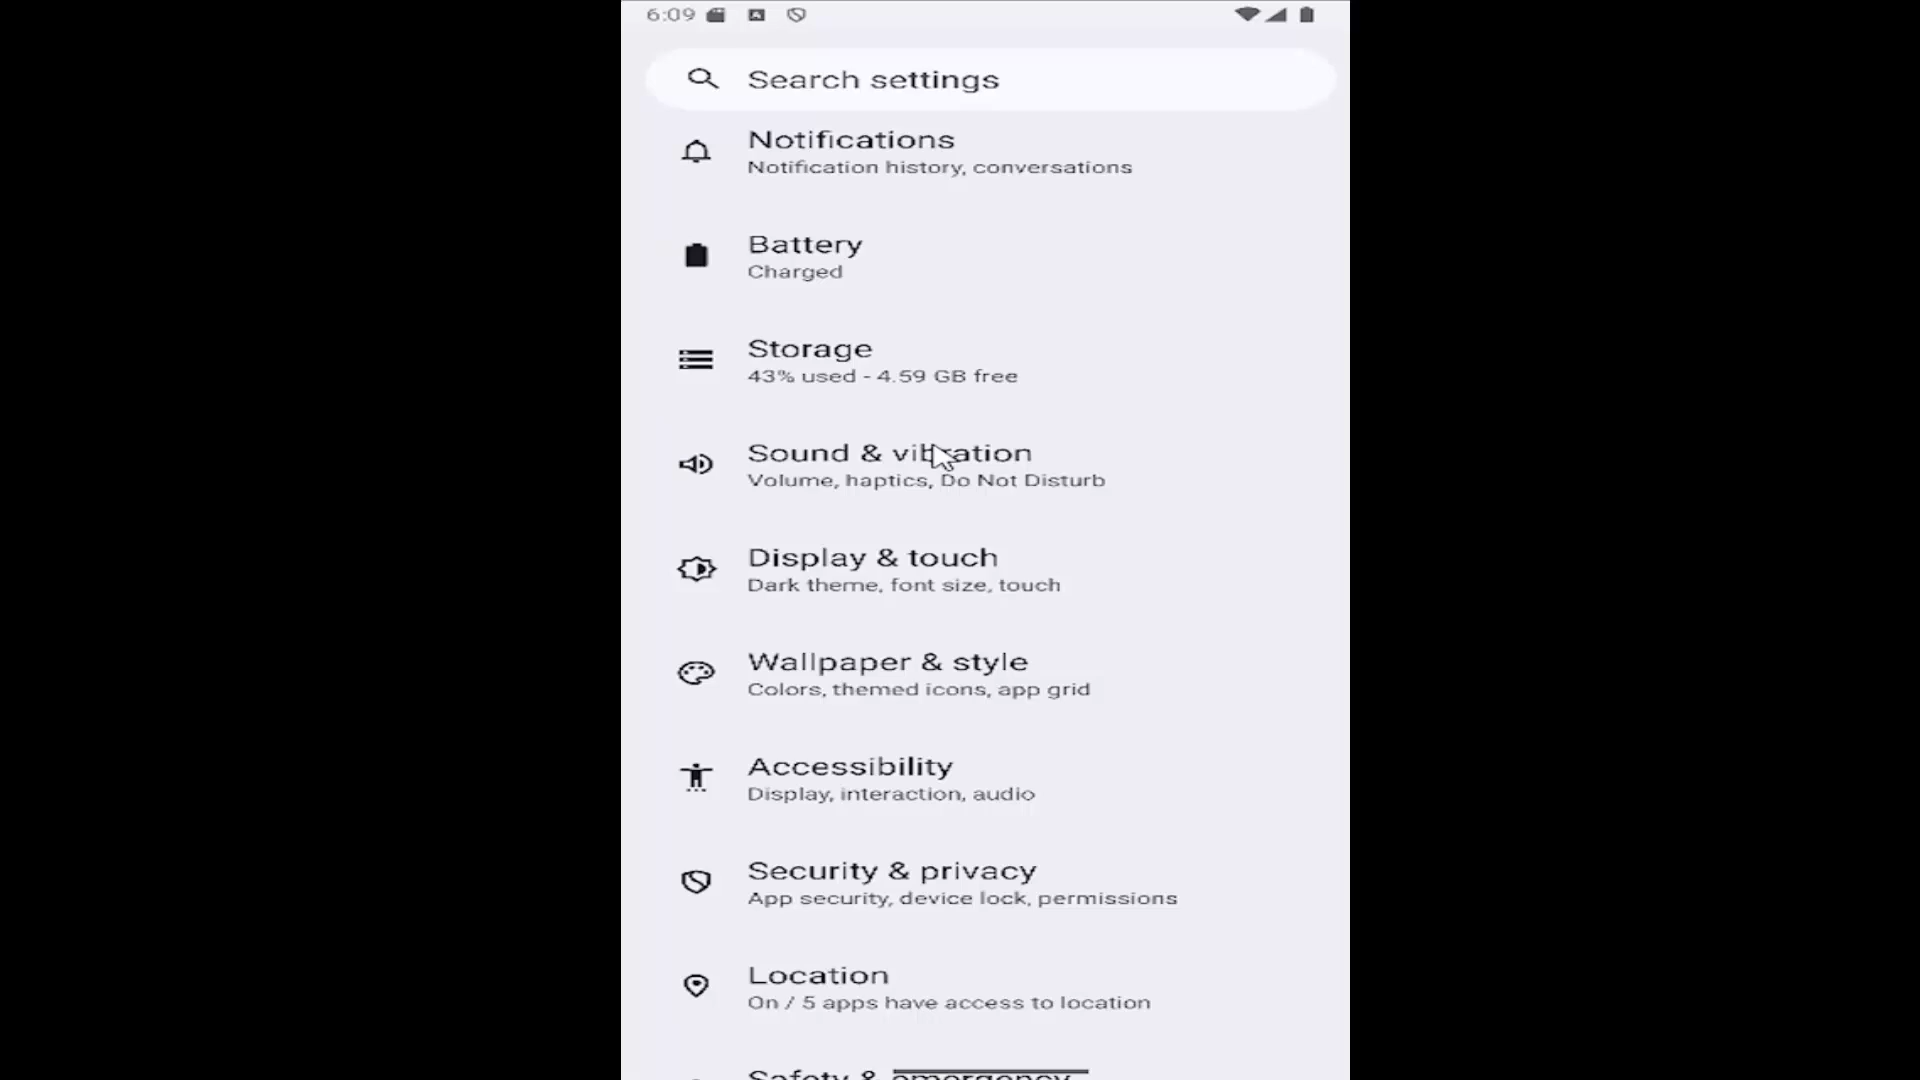 6:09
Search settings
Notifications
Notification history, conversations
Battery
Charged
Storage
43% used - 4.59 GB free
Sound & vibration
Volume, haptics, Do Not Disturb
Display & touch
Dark theme, font size, touch
Wallpaper & style
Colors, themed icons, app grid
Accessibility
Display, interaction, audio
Security & privacy
App security, device lock, permissions
Location
On / 5 apps have access to location
Safety & emergency